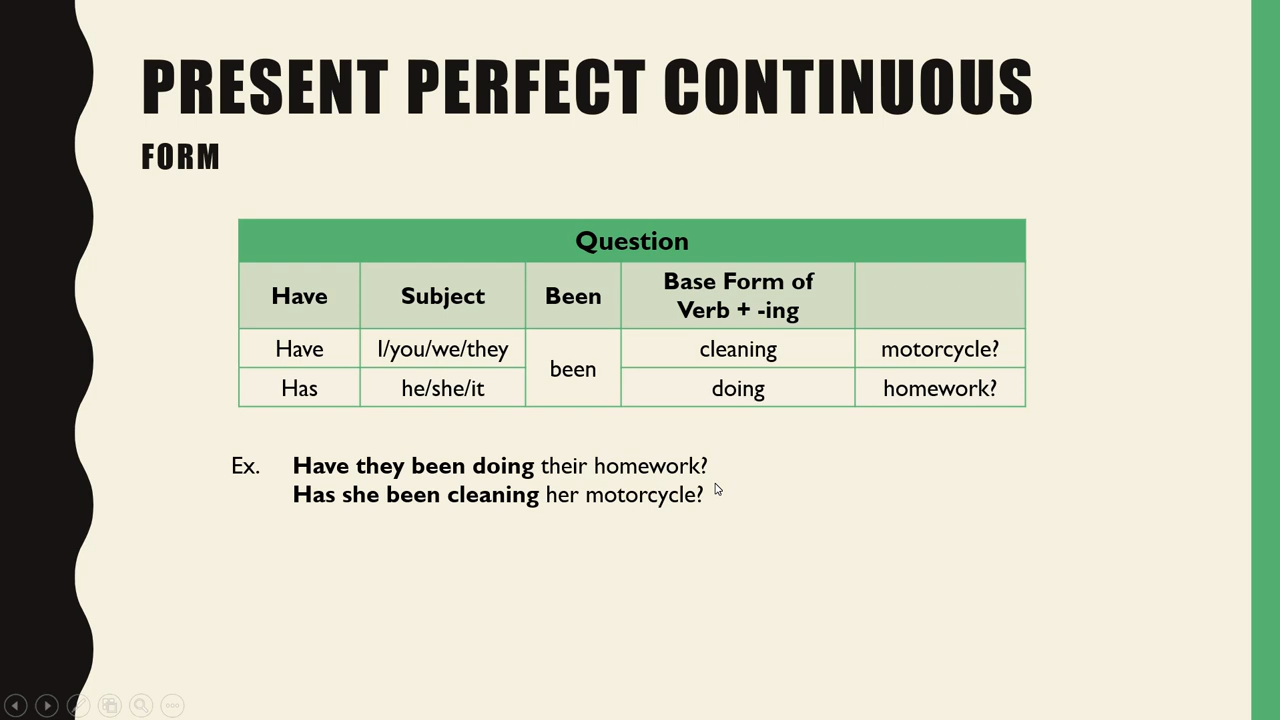 PRESENT PERFECT CONTINUOUS
FORM
Question
Have Subject Been Base Form of
Verb + -ing
Have I/you/we/they been cleaning motorcycle?
Has he/she/it doing homework?
Ex. Have they been doing their homework?
Has she been cleaning her motorcycle?